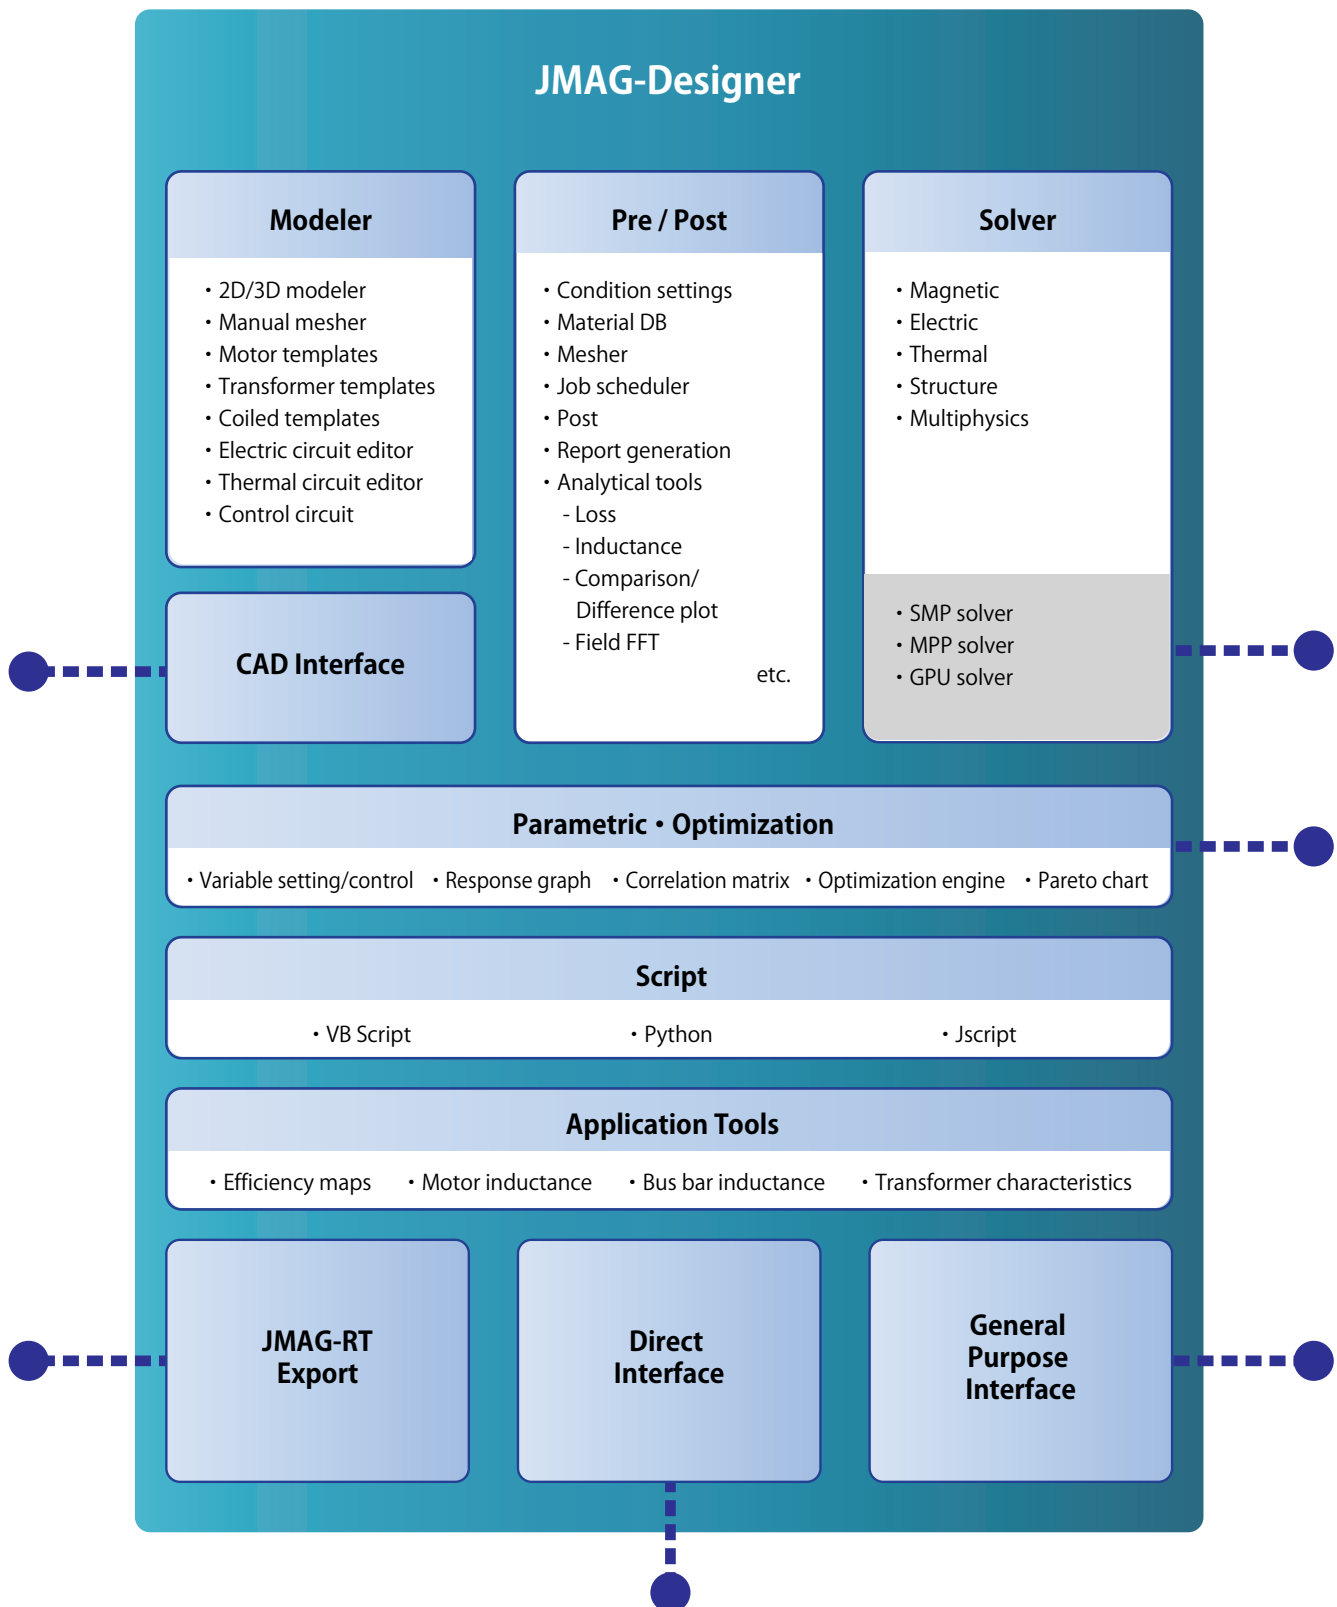 JMAG-Designer
Modeler
・2D/3D modeler
・Manual mesher
・Motor templates
・Transformer templates
・Coiled templates
・Electric circuit editor
・Thermal circuit editor
・Control circuit
CAD Interface
Pre / Post
・Condition settings
・Material DB
・Mesher
・Job scheduler
・Post
・Report generation
・Analytical tools
- Loss
- Inductance
- Comparison/
Difference plot
- Field FFT
etc.
Solver
・Magnetic
・Electric
・Thermal
・Structure
・Multiphysics
・SMP solver
・MPP solver
・GPU solver
Parametric・Optimization
・Variable setting/control ・Response graph ・Correlation matrix ・Optimization engine ・Pareto chart
Script
・VB Script ・Python ・Jscript
Application Tools
・Efficiency maps ・Motor inductance ・Bus bar inductance ・Transformer characteristics
JMAG-RT
Export
Direct
Interface
General
Purpose
Interface